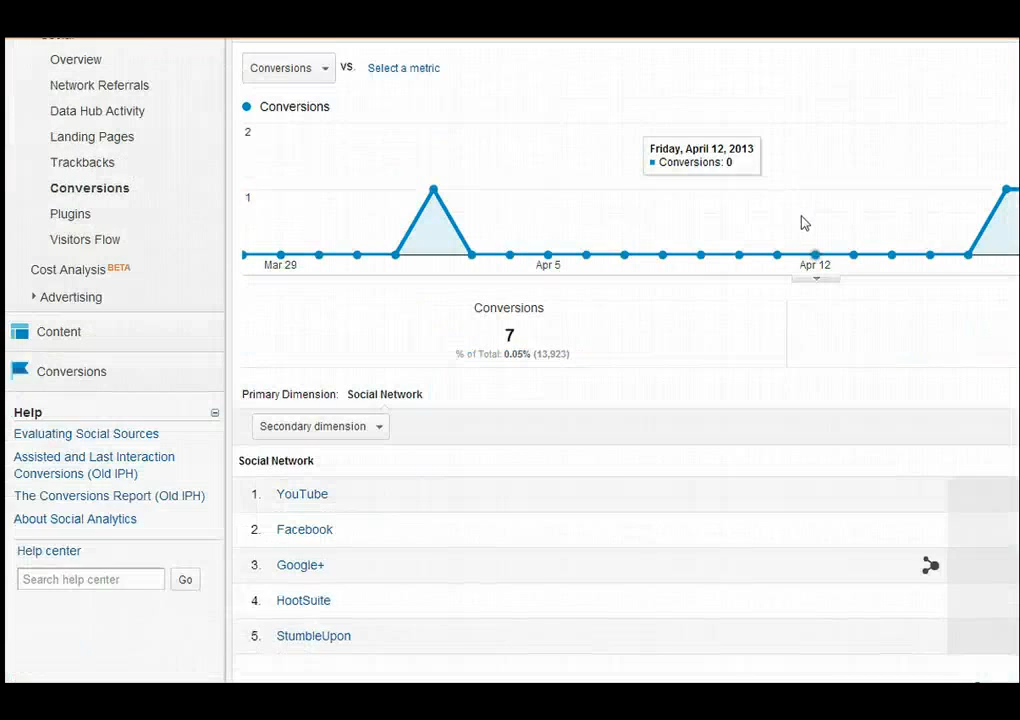 Overview
Network Referrals
Data Hub Activity
Landing Pages
Trackbacks
Conversions
Plugins
Visitors Flow
Cost Analysis BETA
Advertising
Content
Conversions
Help
Evaluating Social Sources
Assisted and Last Interaction
Conversions (Old IPH)
The Conversions Report (Old IPH)
About Social Analytics
Help center
Search help center Go
Conversions VS. Select a metric
Conversions
2
Friday, April 12, 2013
Conversions: 0
1
Mar 29 Apr 5 Apr 12
Conversions
7
% of Total: 0.05% (13,923)
Primary Dimension: Social Network
Secondary dimension
Social Network
1. YouTube
2. Facebook
3. Google+
4. HootSuite
5. StumbleUpon